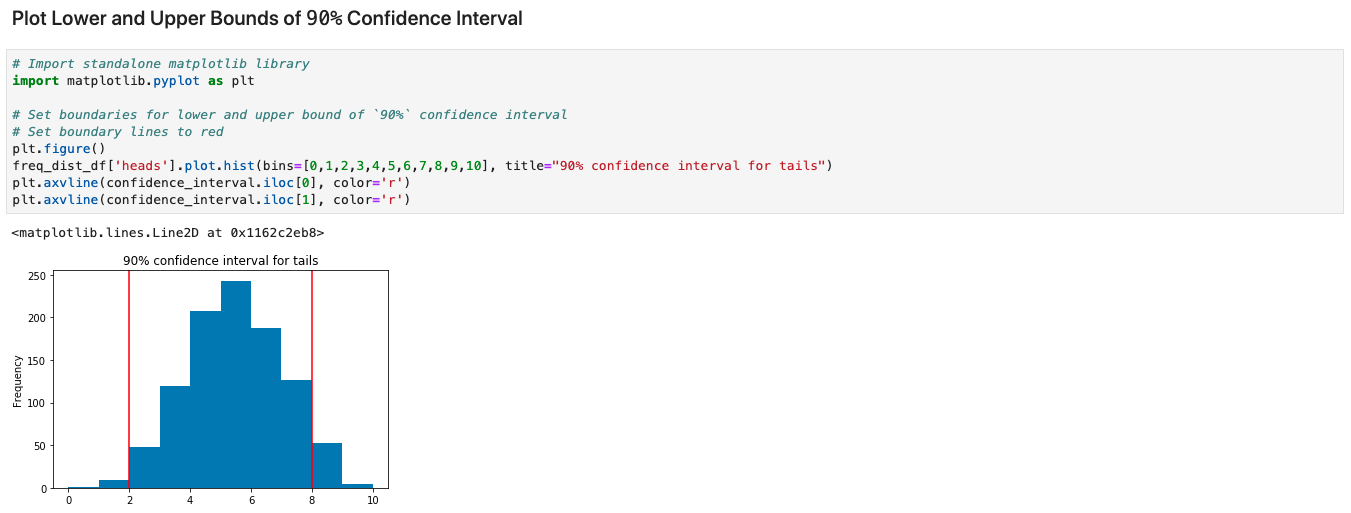 Plot Lower and Upper Bounds of 90% Confidence Interval
# Import standalone matplotlib library
import matplotlib.pyplot as plt
# Set boundaries for lower and upper bound of `90%` confidence interval
# Set boundary lines to red
plt.figure()
freq_dist_df['heads'].plot.hist(bins=[0,1,2,3,4,5,6,7,8,9,10], title="90% confidence interval for tails")
plt.axvline(confidence_interval.iloc[0], color='r')
plt.axvline(confidence_interval.iloc[1], color='r')
<matplotlib.lines.Line2D at 0x1162c2eb8>
90% confidence interval for tails
250
200
150
100
50
0
Frequency
0 2 4 6 8 10